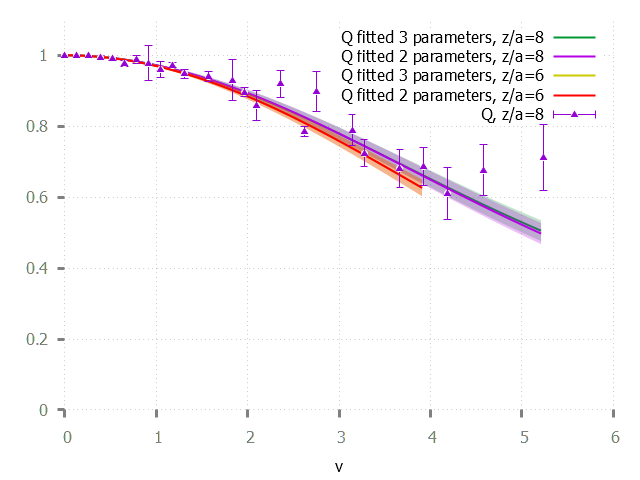 Q fitted 3 parameters, z/a=8
Q fitted 2 parameters, z/a=8
Q fitted 3 parameters, z/a=6
Q fitted 2 parameters, z/a=6
Q, z/a=8
1
0.8
0.6
0.4
0.2
0
0 1 2 3 4 5 6
v